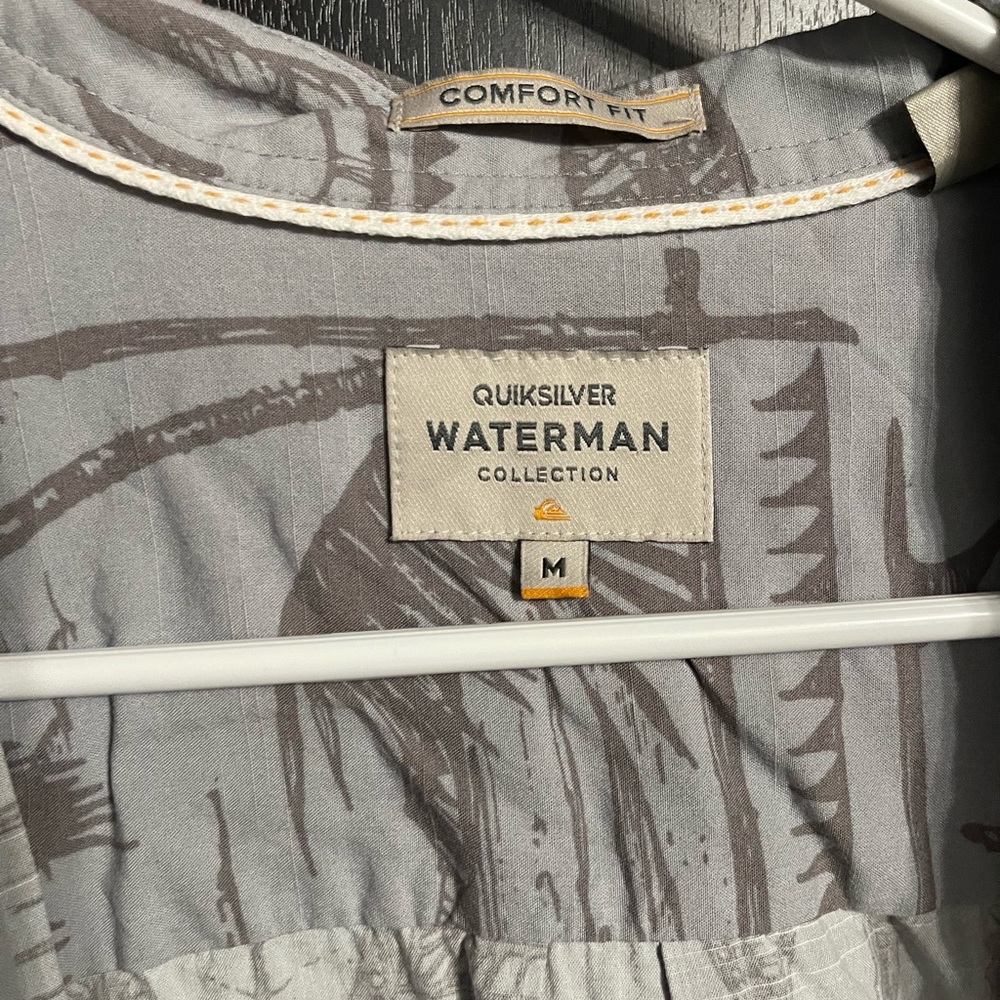 COMFORT FIT
QUIKSILVER
WATERMAN
COLLECTION
M